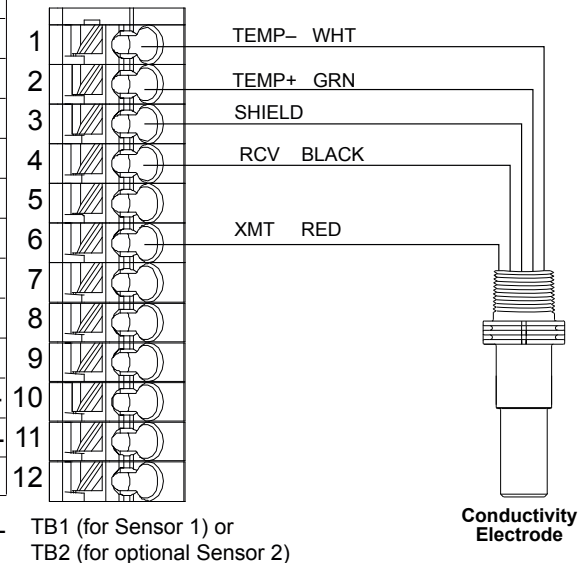 1 TEMP– WHT
2 TEMP+ GRN
3 SHIELD
4 RCV BLACK
5
6 XMT RED
7
8
9
10
11
12
TB1 (for Sensor 1) or
TB2 (for optional Sensor 2)
Conductivity
Electrode